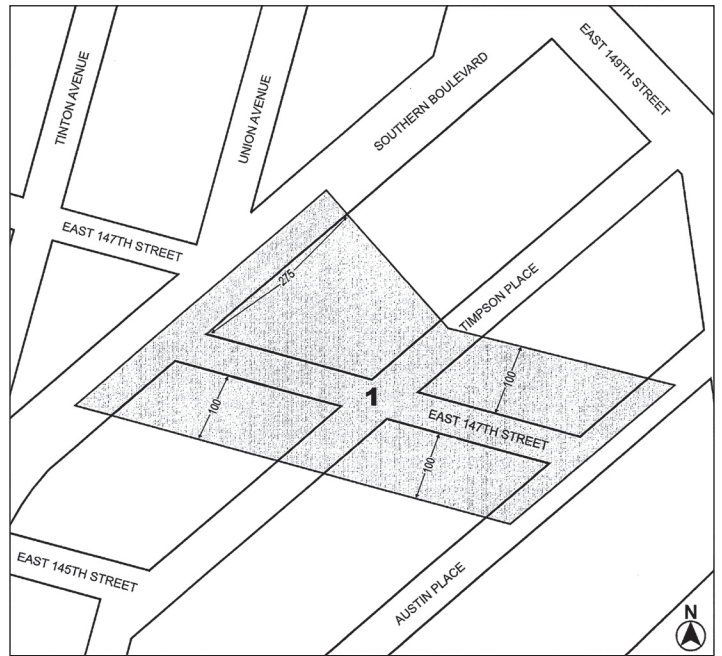 EAST 149TH STREET
SOUTHERN BOULEVARD
TINTON AVENUE
UNION AVENUE
EAST 147TH STREET
275
TIMPSON PLACE
100
1
100
EAST 147TH STREET
100
EAST 145TH STREET
AUSTIN PLACE
N